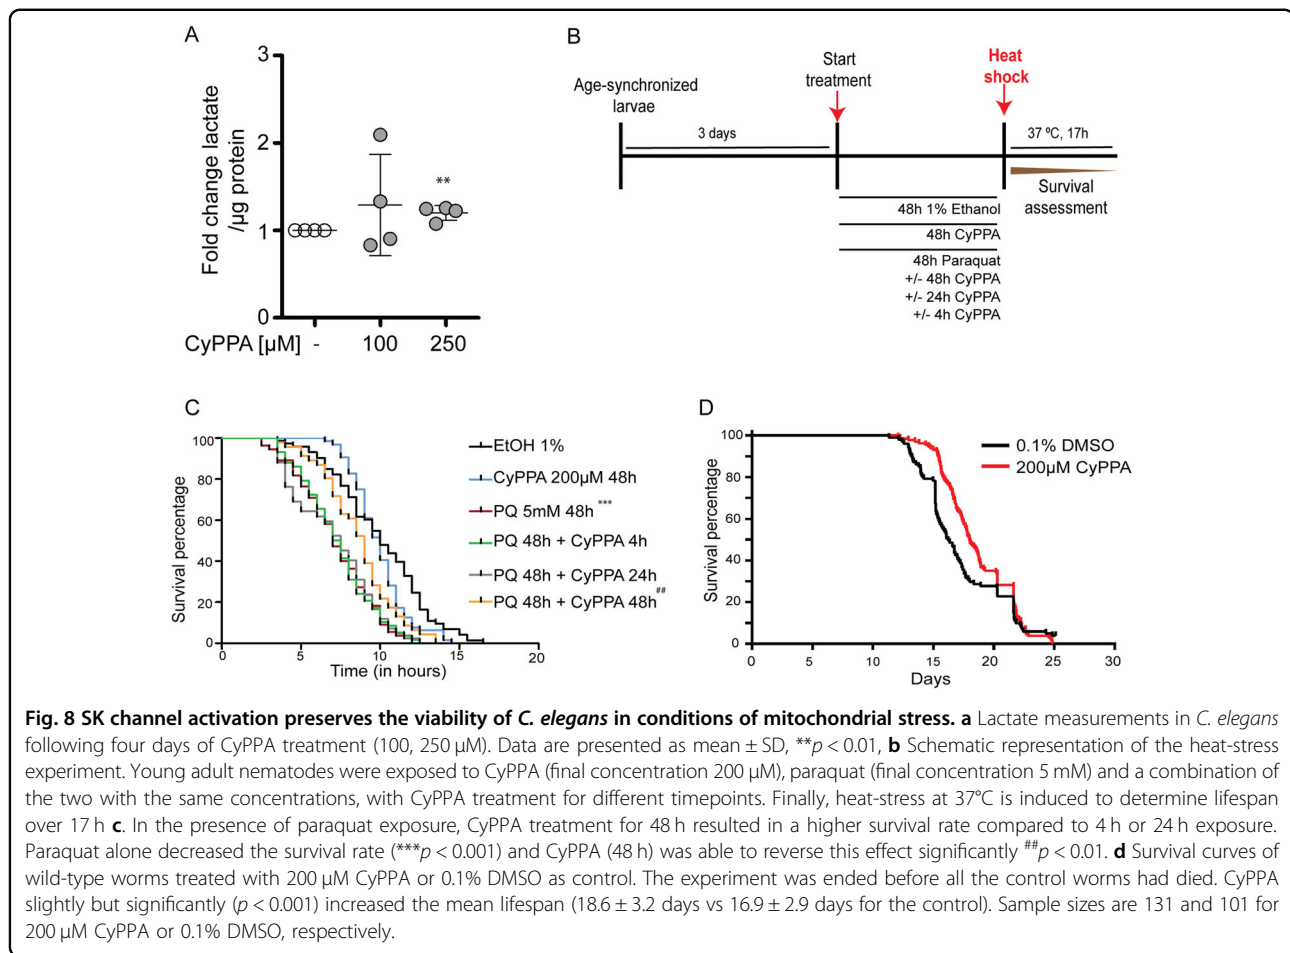 A
3
2
1
0
Fold change lactate
/µg protein
**
CyPPA [µM] - 100 250
B
Age-synchronized
larvae
Start
treatment
Heat
shock
3 days
37 ºC, 17h
Survival
assessment
48h 1% Ethanol
48h CyPPA
48h Paraquat
+/- 48h CyPPA
+/- 24h CyPPA
+/- 4h CyPPA
C
100
80
60
40
20
0
Survival percentage
0 5 10 15 20
Time (in hours)
EtOH 1%
CyPPA 200µM 48h
PQ 5mM 48h ***
PQ 48h + CyPPA 4h
PQ 48h + CyPPA 24h
PQ 48h + CyPPA 48h ##
D
100
80
60
40
20
0
Survival percentage
0 5 10 15 20 25 30
Days
0.1% DMSO
200µM CyPPA
Fig. 8 SK channel activation preserves the viability of C. elegans in conditions of mitochondrial stress. a Lactate measurements in C. elegans
following four days of CyPPA treatment (100, 250 µM). Data are presented as mean ± SD, **p < 0.01, b Schematic representation of the heat-stress
experiment. Young adult nematodes were exposed to CyPPA (final concentration 200 µM), paraquat (final concentration 5 mM) and a combination of
the two with the same concentrations, with CyPPA treatment for different timepoints. Finally, heat-stress at 37°C is induced to determine lifespan
over 17 h c. In the presence of paraquat exposure, CyPPA treatment for 48 h resulted in a higher survival rate compared to 4 h or 24 h exposure.
Paraquat alone decreased the survival rate (***p < 0.001) and CyPPA (48 h) was able to reverse this effect significantly ##p < 0.01. d Survival curves of
wild-type worms treated with 200 µM CyPPA or 0.1% DMSO as control. The experiment was ended before all the control worms had died. CyPPA
slightly but significantly (p < 0.001) increased the mean lifespan (18.6 ± 3.2 days vs 16.9 ± 2.9 days for the control). Sample sizes are 131 and 101 for
200 µM CyPPA or 0.1% DMSO, respectively.